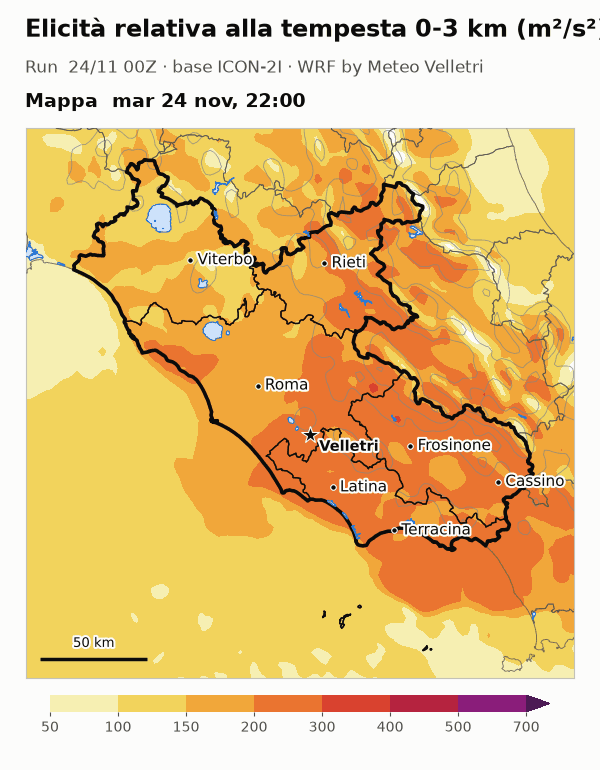 Elicità relativa alla tempesta 0-3 km (m²/s²)
Run 24/11 00Z · base ICON-2I · WRF by Meteo Velletri
Mappa mar 24 nov, 22:00
Viterbo
Rieti
Roma
Velletri
Frosinone
Latina
Cassino
Terracina
50 km
50 100 150 200 300 400 500 700